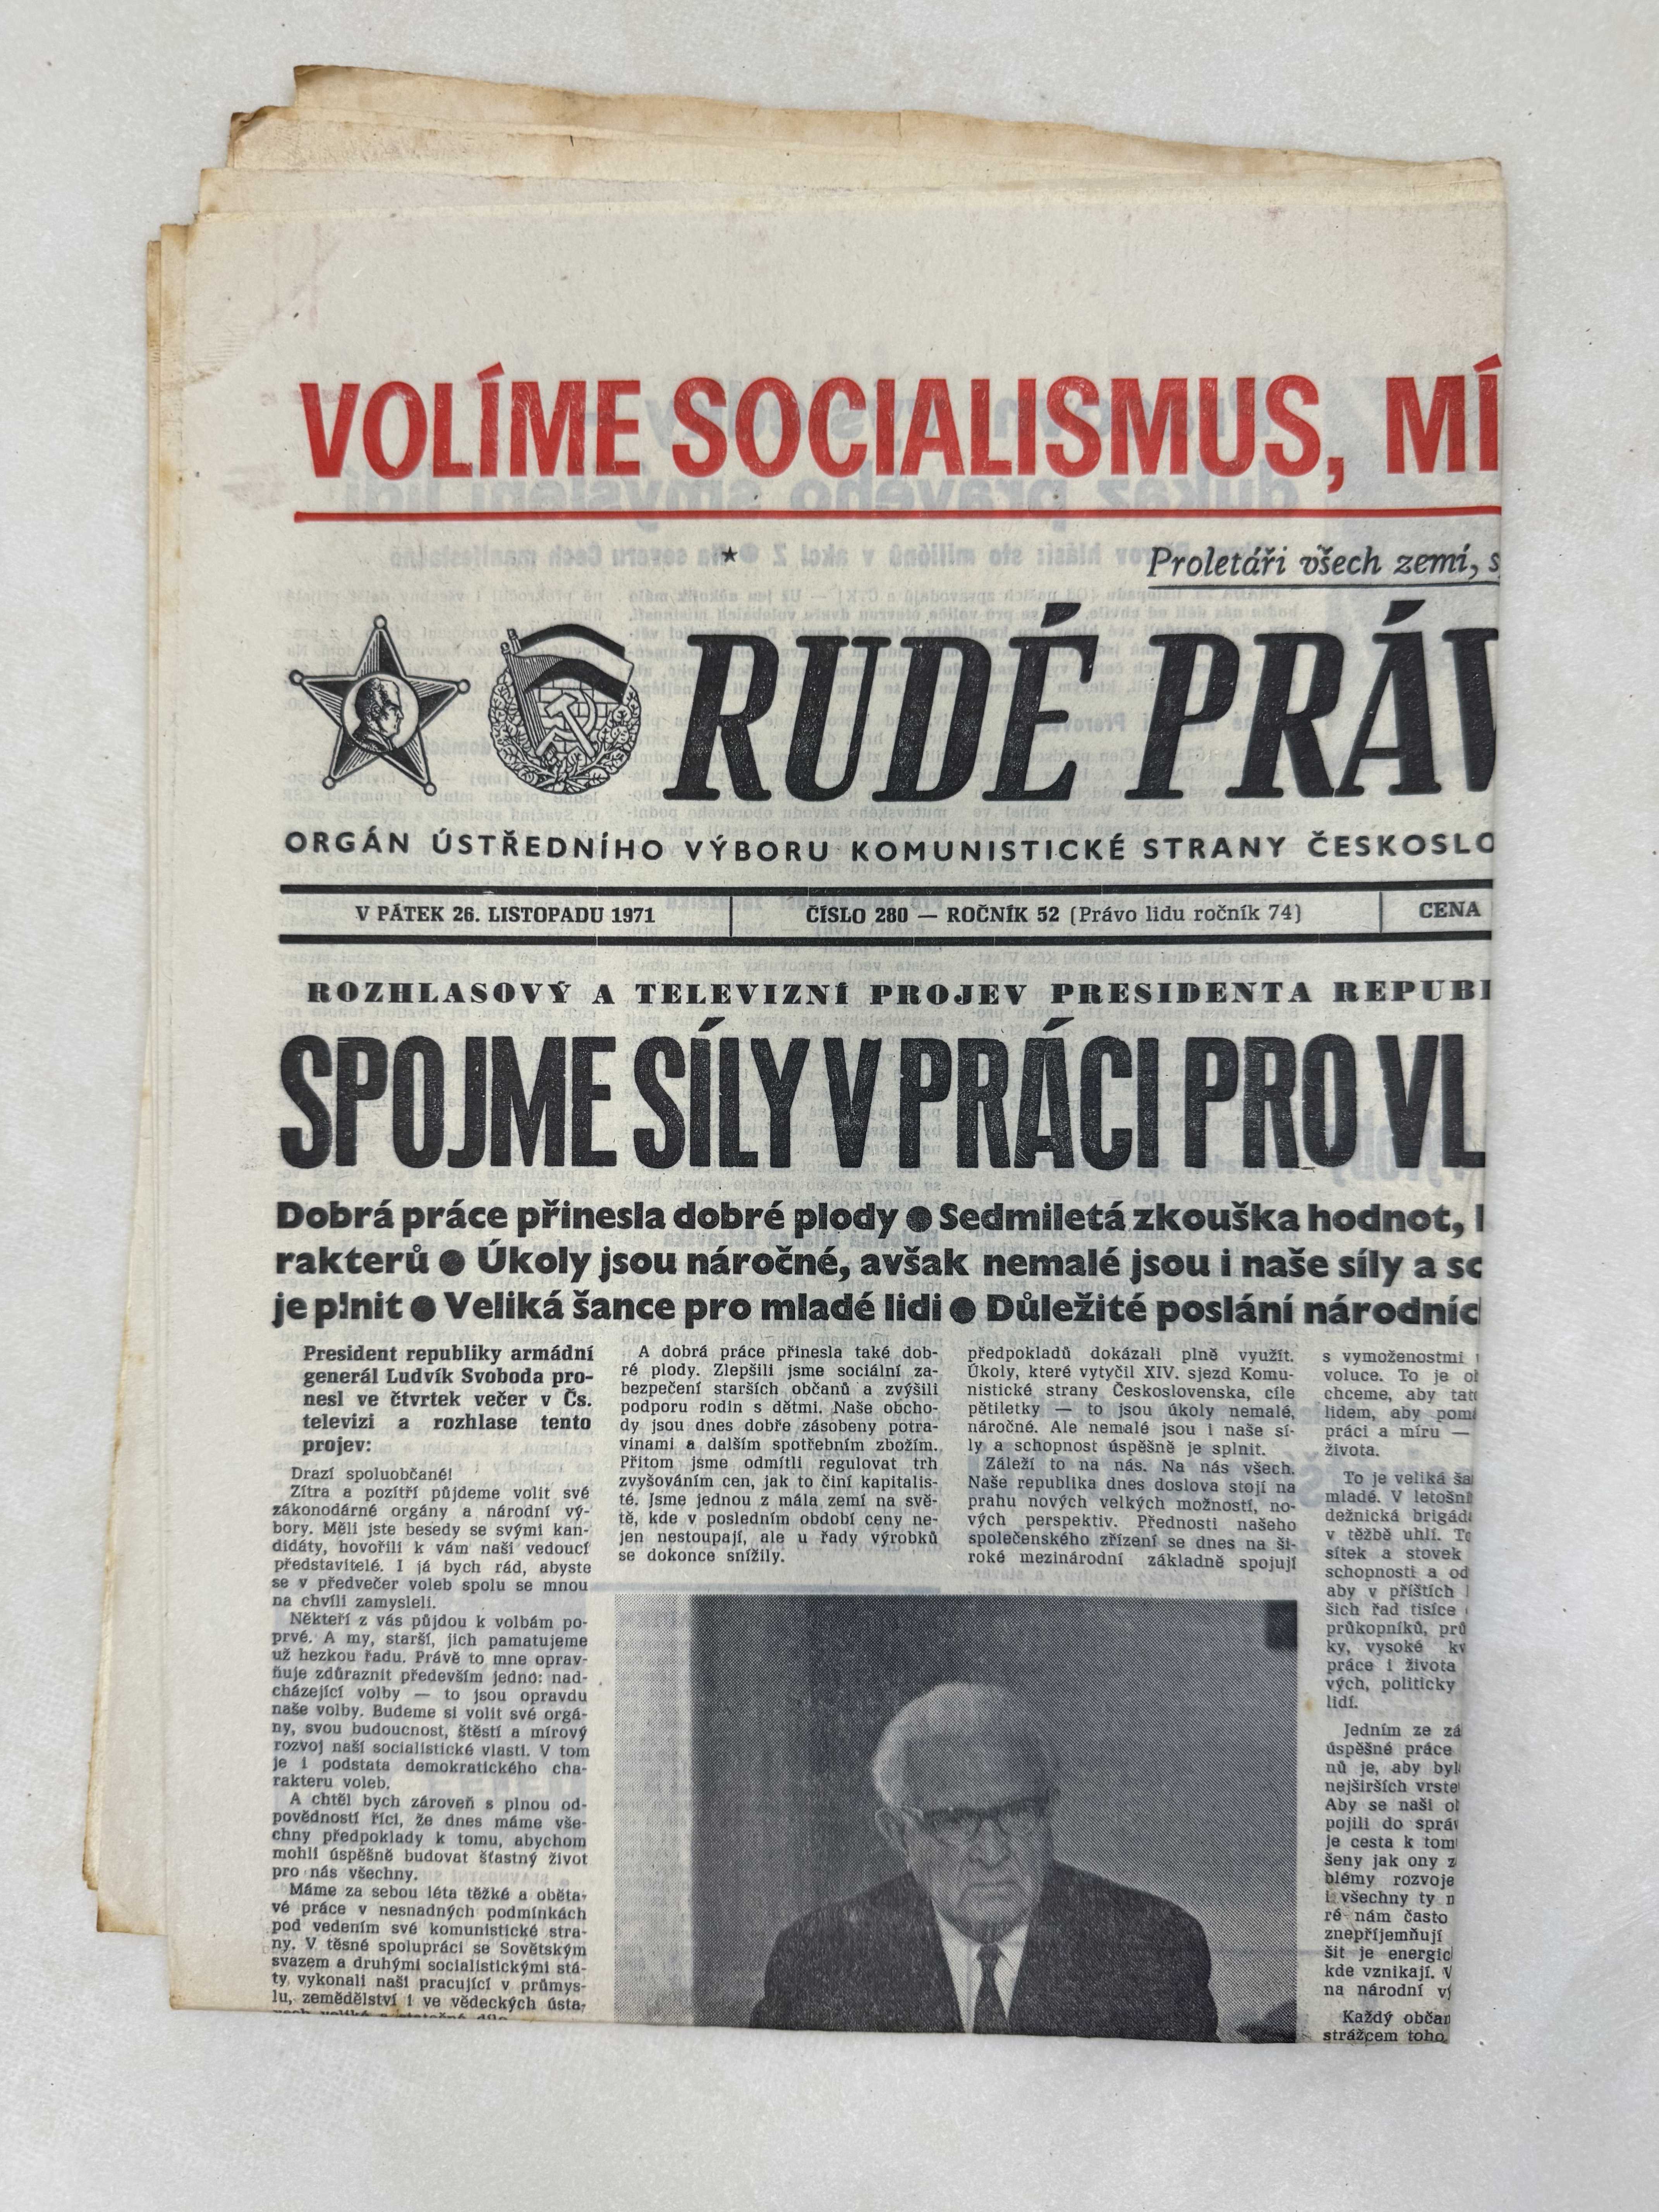 VOLÍME SOCIALISMUS, MÍ
Proletáři všech zemí, s
RUDÉ PRÁV
ORGÁN ÚSTŘEDNÍHO VÝBORU KOMUNISTICKÉ STRANY ČESKOSLO
V PÁTEK 26. LISTOPADU 1971
ČÍSLO 280 — ROČNÍK 52 (Právo lidu ročník 74)
CENA
ROZHLASOVÝ A TELEVIZNÍ PROJEV PRESIDENTA REPUBL
SPOJME SÍLY V PRÁCI PRO VL
Dobrá práce přinesla dobré plody ● Sedmiletá zkouška hodnot,
rakterů ● Úkoly jsou náročné, avšak nemalé jsou i naše síly a sc
je plnit ● Veliká šance pro mladé lidi ● Důležité poslání národníc
President republiky armádní
generál Ludvík Svoboda pro-
nesl ve čtvrtek večer v Čs.
televizi a rozhlase tento
projev:
Drazí spoluobčané!
Zítra a pozítří půjdeme volit své
zákonodárné orgány a národní vý-
bory. Měli jste besedy se svými kan-
didáty, hovořili k vám naši vedoucí
představitelé. I já bych rád, abyste
se v předvečer voleb spolu se mnou
na chvíli zamysleli.
Někteří z vás půjdou k volbám po-
prvé. A my, starší, jich pamatujeme
už hezkou řadu. Právě to mne oprav-
ňuje zdůraznit především jedno: nad-
cházející volby — to jsou opravdu
naše volby. Budeme si volit své orgá-
ny, svou budoucnost, štěstí a mírový
rozvoj naší socialistické vlasti. V tom
je i podstata demokratického cha-
rakteru voleb.
A chtěl bych zároveň s plnou od-
povědností říci, že dnes máme vše-
chny předpoklady k tomu, abychom
mohli úspěšně budovat šťastný život
pro nás všechny.
Máme za sebou léta těžké a oběta-
vé práce v nesnadných podmínkách
pod vedením své komunistické stra-
ny. V těsné spolupráci se Sovětským
svazem a druhými socialistickými stá-
ty vykonali naši pracující v průmys-
lu, zemědělství i ve vědeckých ústa-
A dobrá práce přinesla také dob-
ré plody. Zlepšili jsme sociální za-
bezpečení starších občanů a zvýšili
podporu rodin s dětmi. Naše obcho-
dy jsou dnes dobře zásobeny potra-
vinami a dalším spotřebním zbožím.
Přitom jsme odmítli regulovat trh
zvyšováním cen, jak to činí kapitalis-
té. Jsme jednou z mála zemí na svě-
tě, kde v posledním období ceny ne-
jen nestoupají, ale u řady výrobků
se dokonce snížily.
předpokladů dokázali plně využít.
Úkoly, které vytyčil XIV. sjezd Komu-
nistické strany Československa, cíle
pětiletky — to jsou úkoly nemalé,
náročné. Ale nemalé jsou i naše sí-
ly a schopnost úspěšně je splnit.
Záleží to na nás. Na nás všech.
Naše republika dnes doslova stojí na
prahu nových velkých možností, no-
vých perspektiv. Přednosti našeho
společenského zřízení se dnes na ši-
roké mezinárodní základně spojují
s vymoženostmi
voluce. To je ob
chceme, aby tato
lidem, aby pomá
práci a míru —
života.
To je veliká ša
mladé. V letošní
dežnická brigád
v těžbě uhlí. To
sítek a stovek
schopnosti a od
aby v příštích
ších řad tisíce
průkopníků, prů
ky, vysoké kv
práce i života
vých, politicky
lidí.
Jedním ze zá
úspěšné práce
nů je, aby byl
nejširších vrste
Aby se naši ob
pojili do správ
je cesta k tom
šeny jak ony z
blémy rozvoje
i všechny ty n
ré nám často
znepříjemňují
šit je energic
kde vznikají. V
na národní vý
Každý občan
strážcem toho,